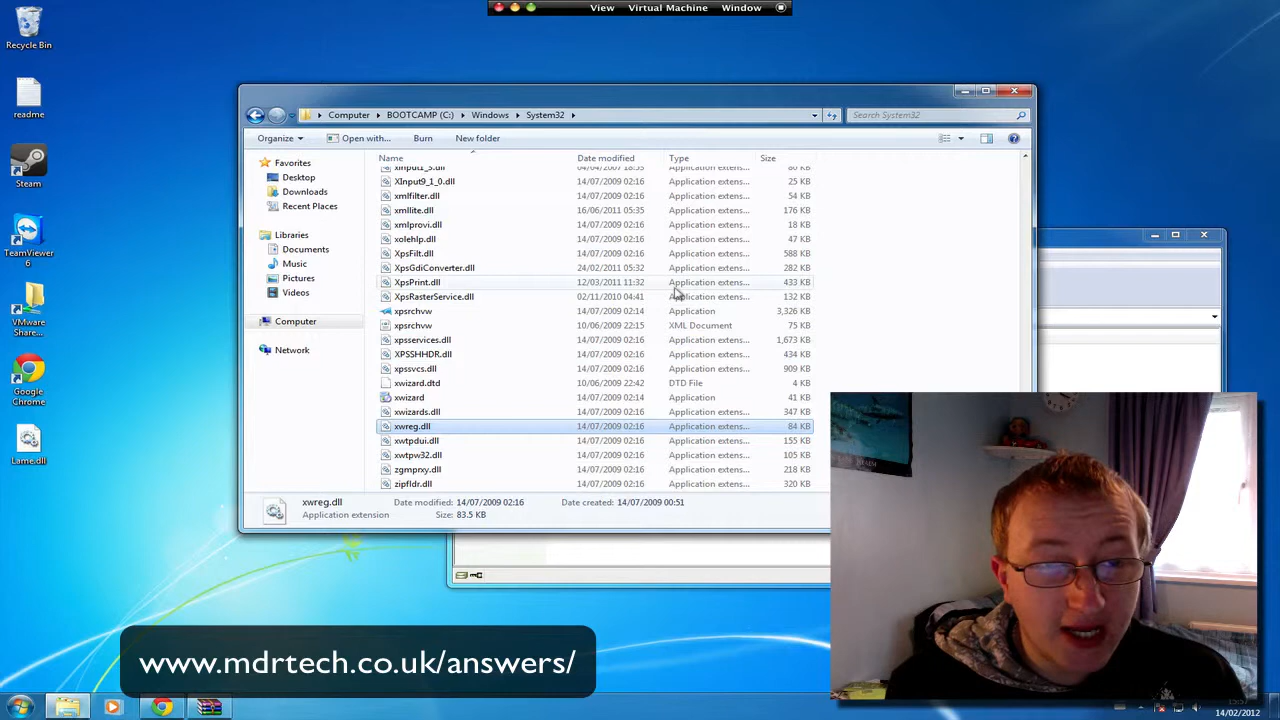 View Virtual Machine Window
Recycle Bin
readme
Steam
TeamViewer
6
VMware
Share...
Google
Chrome
Lame.dll
Computer BOOTCAMP (C:) Windows System32
Search System32
Organize Open with... Burn New folder
Favorites
Desktop
Downloads
Recent Places
Libraries
Documents
Music
Pictures
Videos
Computer
Network
Name Date modified Type Size
xinput1_3.dll 04/04/2007 18:53 Application extens... 80 KB
XInput9_1_0.dll 14/07/2009 02:16 Application extens... 25 KB
xmlfilter.dll 14/07/2009 02:16 Application extens... 54 KB
xmllite.dll 16/06/2011 05:35 Application extens... 176 KB
xmlprovi.dll 14/07/2009 02:16 Application extens... 18 KB
xolehlp.dll 14/07/2009 02:16 Application extens... 47 KB
XpsFilt.dll 14/07/2009 02:16 Application extens... 588 KB
XpsGdiConverter.dll 24/02/2011 05:32 Application extens... 282 KB
XpsPrint.dll 12/03/2011 11:32 Application extens... 433 KB
XpsRasterService.dll 02/11/2010 04:41 Application extens... 132 KB
xpsrchvw 14/07/2009 02:14 Application 3,326 KB
xpsrchvw 10/06/2009 22:15 XML Document 75 KB
xpsservices.dll 14/07/2009 02:16 Application extens... 1,673 KB
XPSSHHDR.dll 14/07/2009 02:16 Application extens... 434 KB
xpssvcs.dll 14/07/2009 02:16 Application extens... 909 KB
xwizard.dtd 10/06/2009 22:42 DTD File 4 KB
xwizard 14/07/2009 02:14 Application 41 KB
xwizards.dll 14/07/2009 02:16 Application extens... 347 KB
xwreg.dll 14/07/2009 02:16 Application extens... 84 KB
xwtpdui.dll 14/07/2009 02:16 Application extens... 155 KB
xwtpw32.dll 14/07/2009 02:16 Application extens... 105 KB
zgmprxy.dll 14/07/2009 02:16 Application extens... 218 KB
zipfldr.dll 14/07/2009 02:16 Application extens... 320 KB
xwreg.dll Date modified: 14/07/2009 02:16 Date created: 14/07/2009 00:51
Application extension Size: 83.5 KB
www.mdrtech.co.uk/answers/
14/02/2012